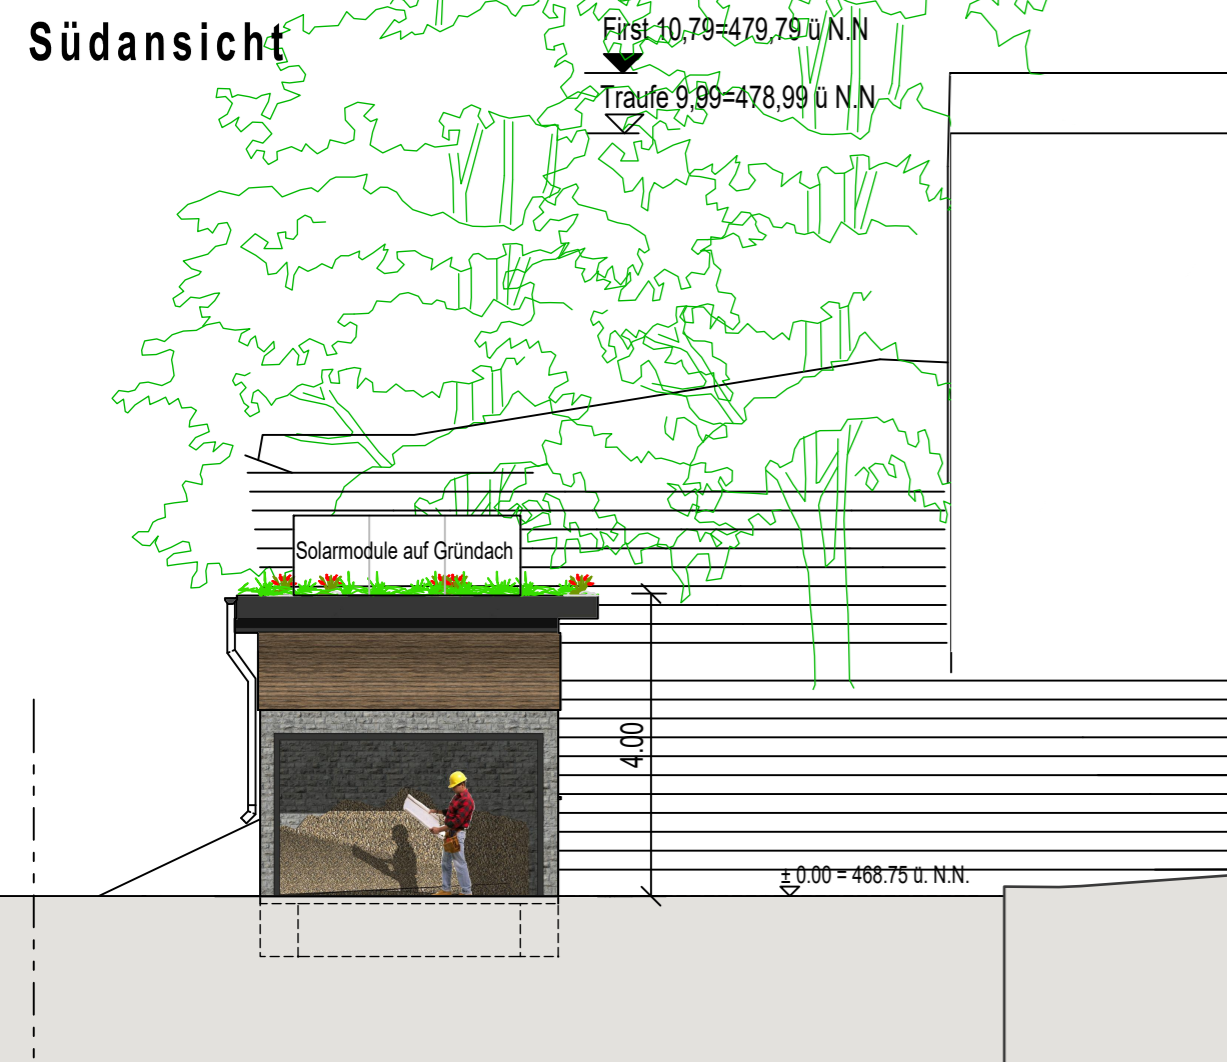 Südansicht
First 10,79=479,79 ü N.N
Traufe 9,99=478,99 ü N.N
Solarmodule auf Gründach
4.00
± 0.00 = 468.75 ü. N.N.